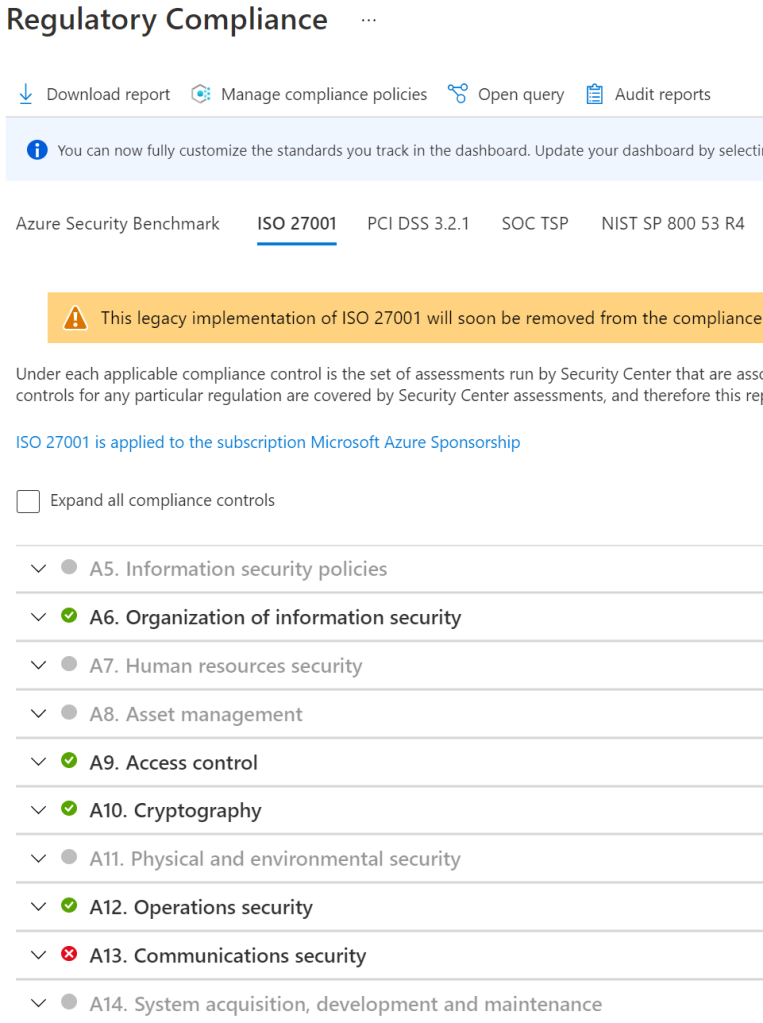 Regulatory Compliance ...
Download report Manage compliance policies Open query Audit reports
You can now fully customize the standards you track in the dashboard. Update your dashboard by selecti
Azure Security Benchmark ISO 27001 PCI DSS 3.2.1 SOC TSP NIST SP 800 53 R4
This legacy implementation of ISO 27001 will soon be removed from the compliance
Under each applicable compliance control is the set of assessments run by Security Center that are asso
controls for any particular regulation are covered by Security Center assessments, and therefore this rep
ISO 27001 is applied to the subscription Microsoft Azure Sponsorship
Expand all compliance controls
A5. Information security policies
A6. Organization of information security
A7. Human resources security
A8. Asset management
A9. Access control
A10. Cryptography
A11. Physical and environmental security
A12. Operations security
A13. Communications security
A14. System acquisition, development and maintenance